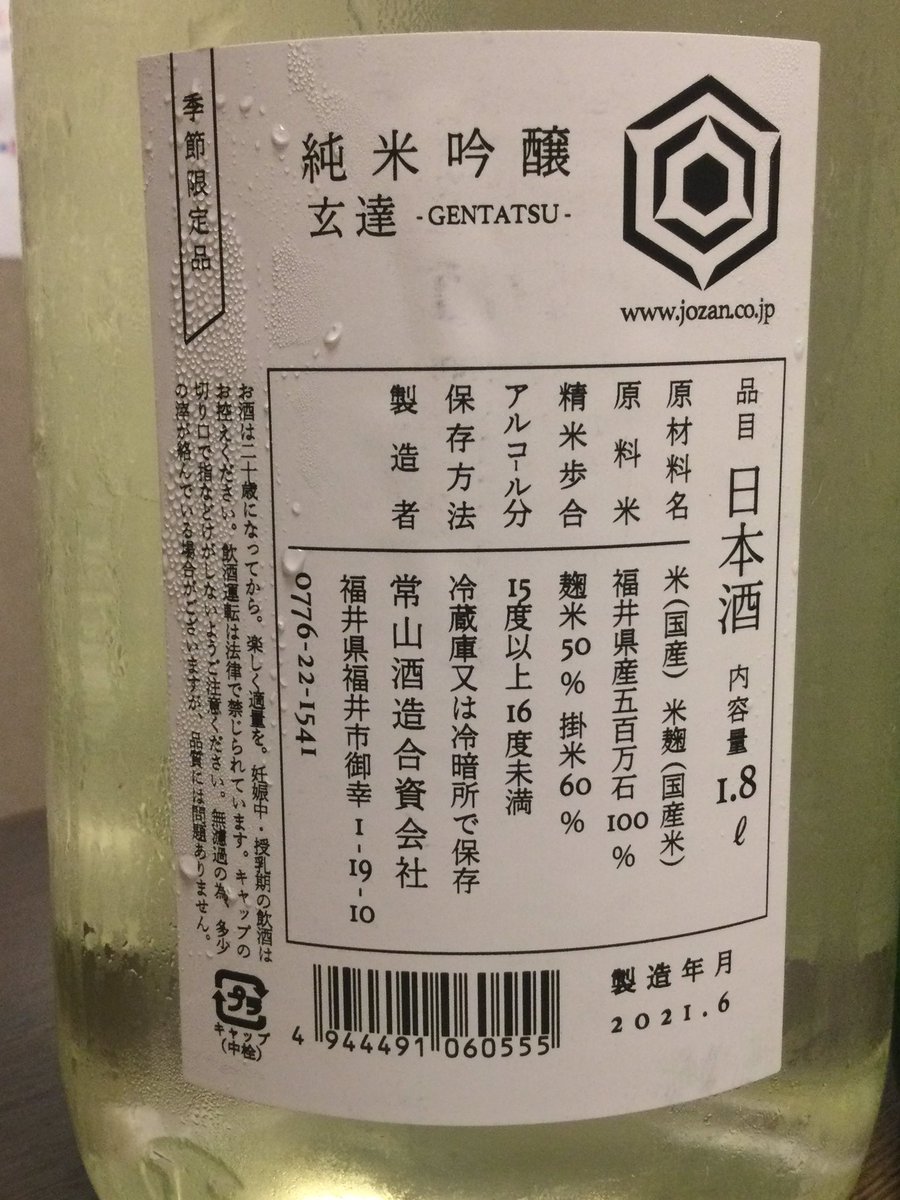 季節限定品
純米吟醸
玄達 -GENTATSU-
www.jozan.co.jp
品目 日本酒 内容量 1.8ℓ
原材料名 米(国産) 米麹(国産米)
原料米 福井県産五百万石 100%
精米歩合 麹米50% 掛米60%
アルコール分 15度以上16度未満
保存方法 冷蔵庫又は冷暗所で保存
製造者 常山酒造合資会社
福井県福井市御幸 1-19-10
0776-22-1541
お酒は二十歳になってから。楽しく適量を。妊娠中・授乳期の飲酒は
お控えください。飲酒運転は法律で禁じられています。キャップの
切り口で指などけがしないようご注意ください。無濾過の為、多少
の滓が絡んでいる場合がございますが、品質には問題ありません。
プラ
キャップ
(中栓)
4 944491 060555
製造年月
2021.6